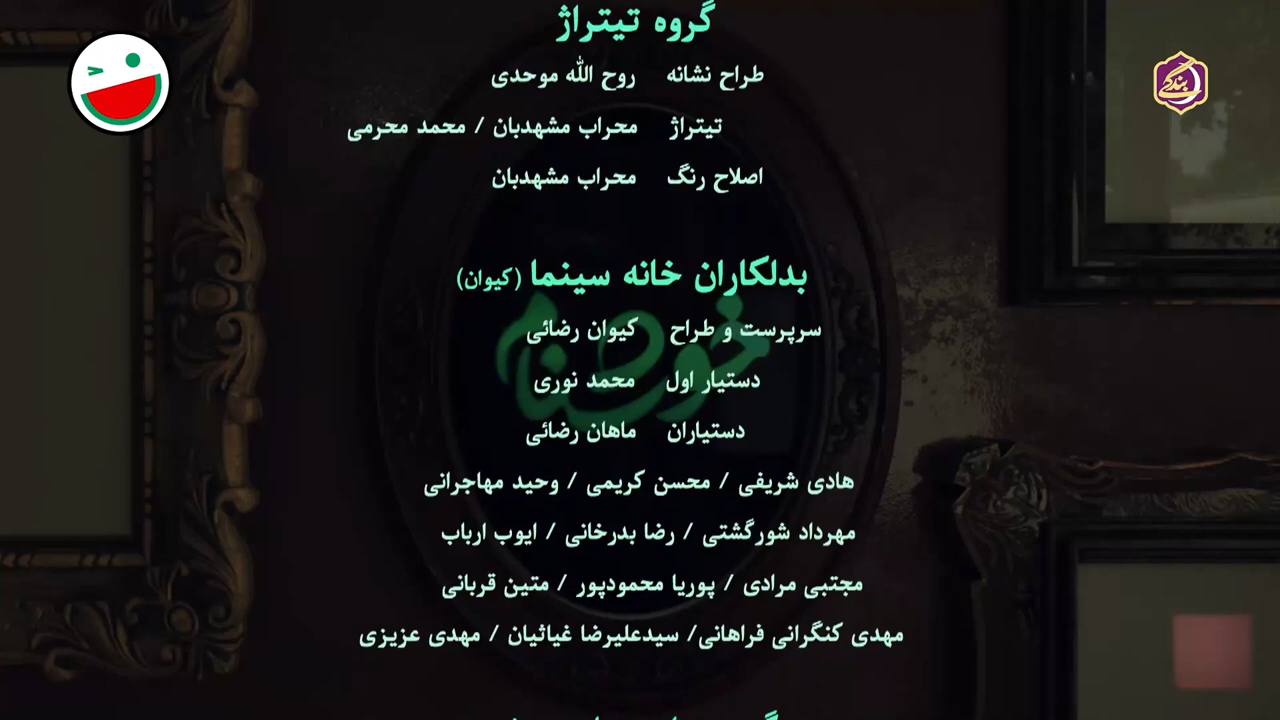 گروه تیتراژ
طراح نشانه روح الله موحدی
تیتراژ محراب مشهدبان / محمد محرمی
اصلاح رنگ محراب مشهدبان
بدلکاران خانه سینما (کیوان)
سرپرست و طراح کیوان رضائی
دستیار اول محمد نوری
دستیاران ماهان رضائی
هادی شریفی / محسن کریمی / وحید مهاجرانی
مهرداد شورگشتی / رضا بدرخانی / ایوب ارباب
مجتبی مرادی / پوریا محمودپور / متین قربانی
مهدی کنگرانی فراهانی/ سیدعلیرضا غیاثیان / مهدی عزیزی
خوشنام
بندگی